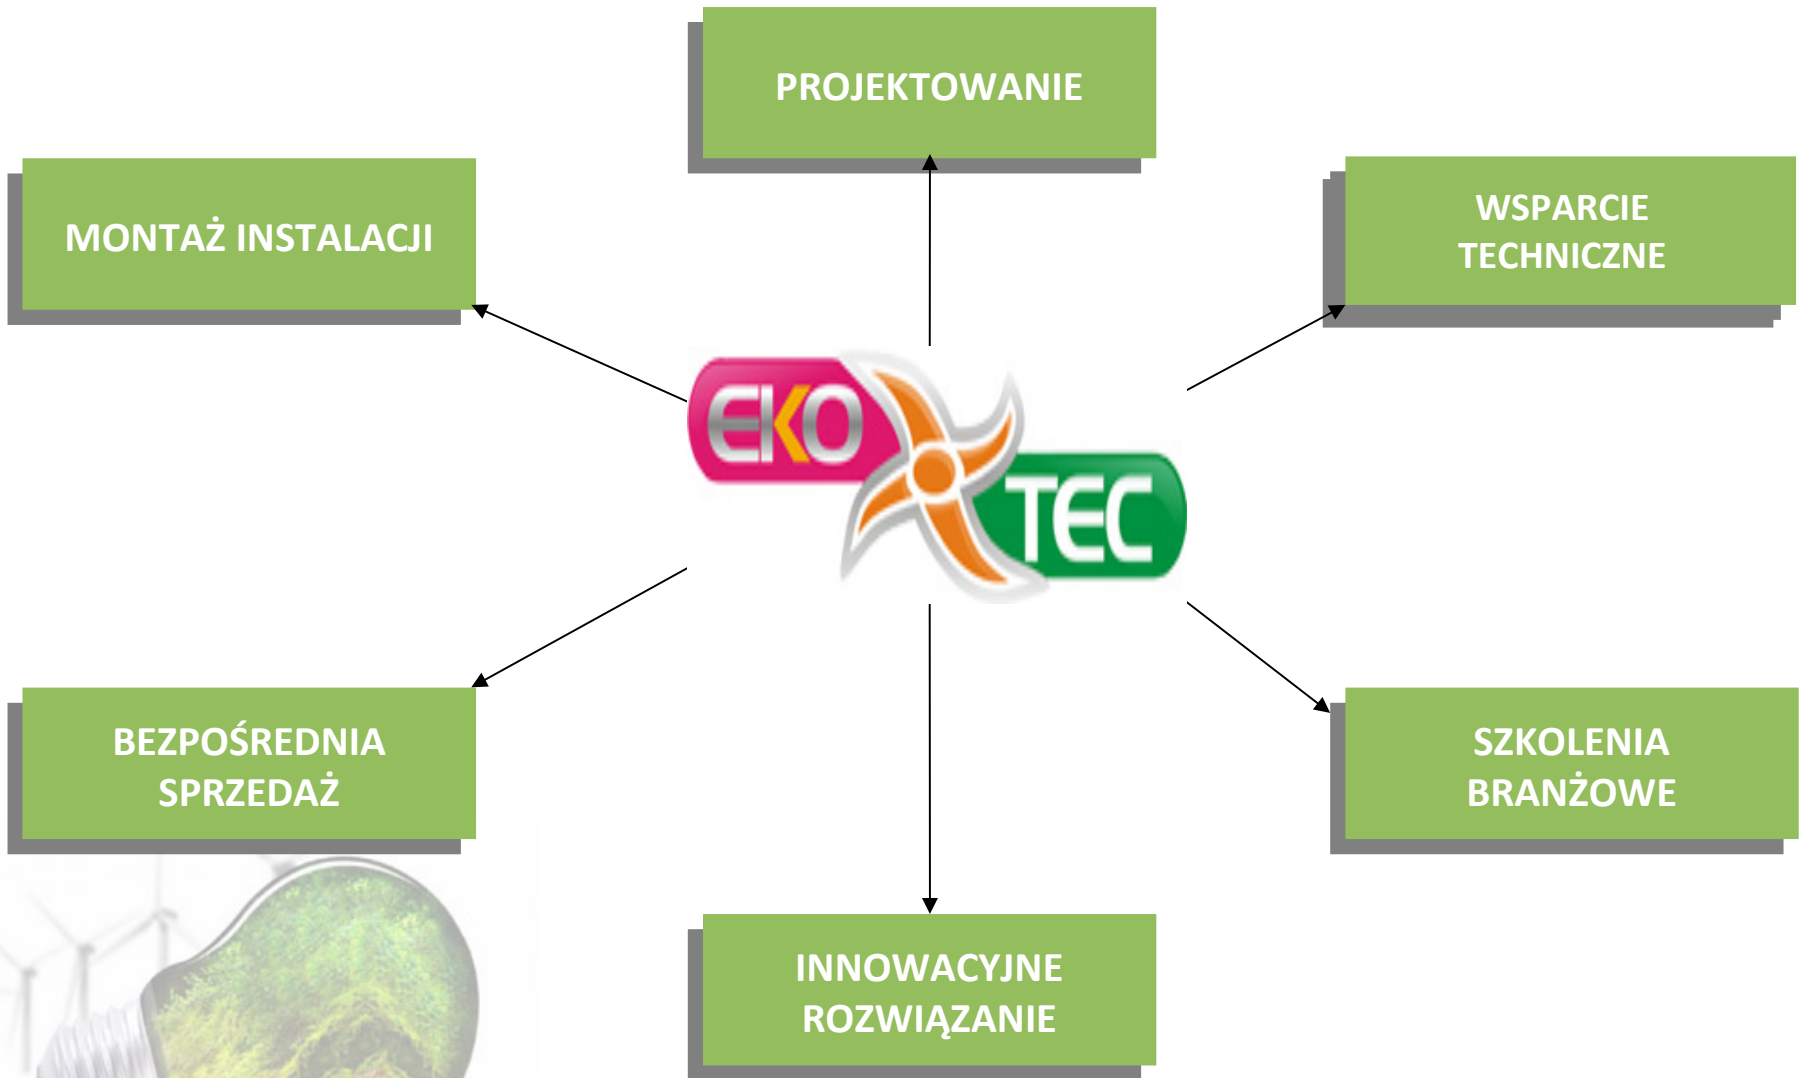 PROJEKTOWANIE
MONTAŻ INSTALACJI
WSPARCIE
TECHNICZNE
EKO
TEC
BEZPOŚREDNIA
SPRZEDAŻ
SZKOLENIA
BRANŻOWE
INNOWACYJNE
ROZWIĄZANIE